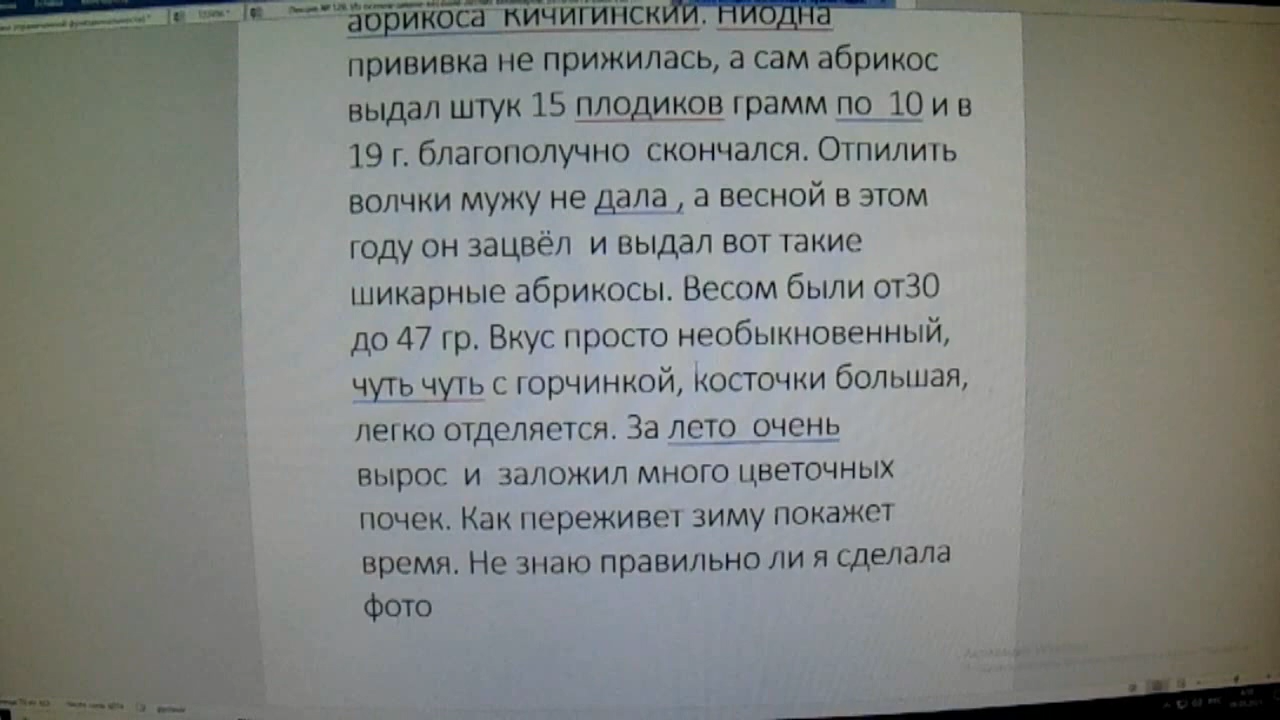 абрикоса Кичигинский. Ниодна
прививка не прижилась, а сам абрикос
выдал штук 15 плодиков грамм по 10 и в
19 г. благополучно скончался. Отпилить
волчки мужу не дала , а весной в этом
году он зацвёл и выдал вот такие
шикарные абрикосы. Весом были от30
до 47 гр. Вкус просто необыкновенный,
чуть чуть с горчинкой, косточки большая,
легко отделяется. За лето очень
вырос и заложил много цветочных
почек. Как переживет зиму покажет
время. Не знаю правильно ли я сделала
фото